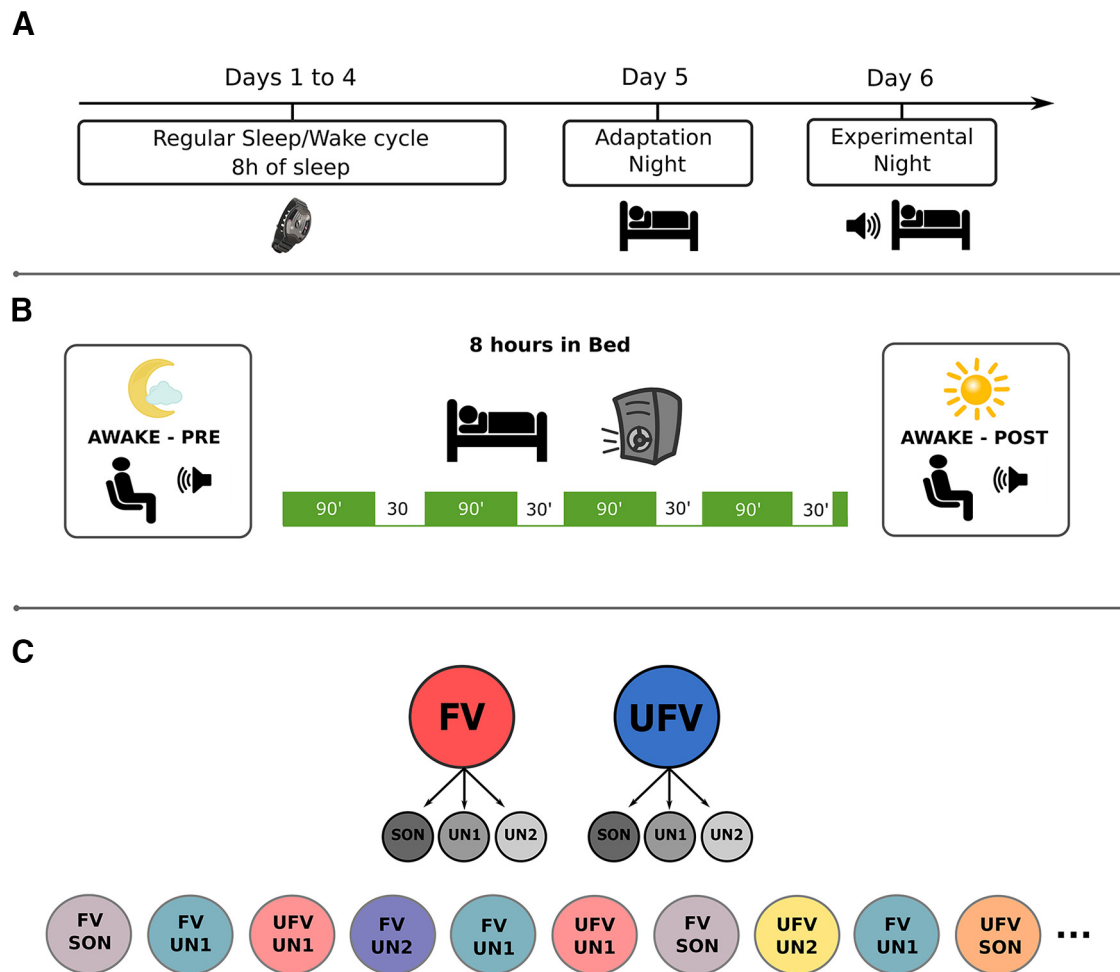 A
Days 1 to 4
Day 5
Day 6
Regular Sleep/Wake cycle
8h of sleep
Adaptation
Night
Experimental
Night
B
8 hours in Bed
AWAKE - PRE
AWAKE - POST
90' 30 90' 30' 90' 30' 90' 30'
C
FV
UFV
SON UN1 UN2
SON UN1 UN2
FV
SON
FV
UN1
UFV
UN1
FV
UN2
FV
UN1
UFV
UN1
FV
SON
UFV
UN2
FV
UN1
UFV
SON
...